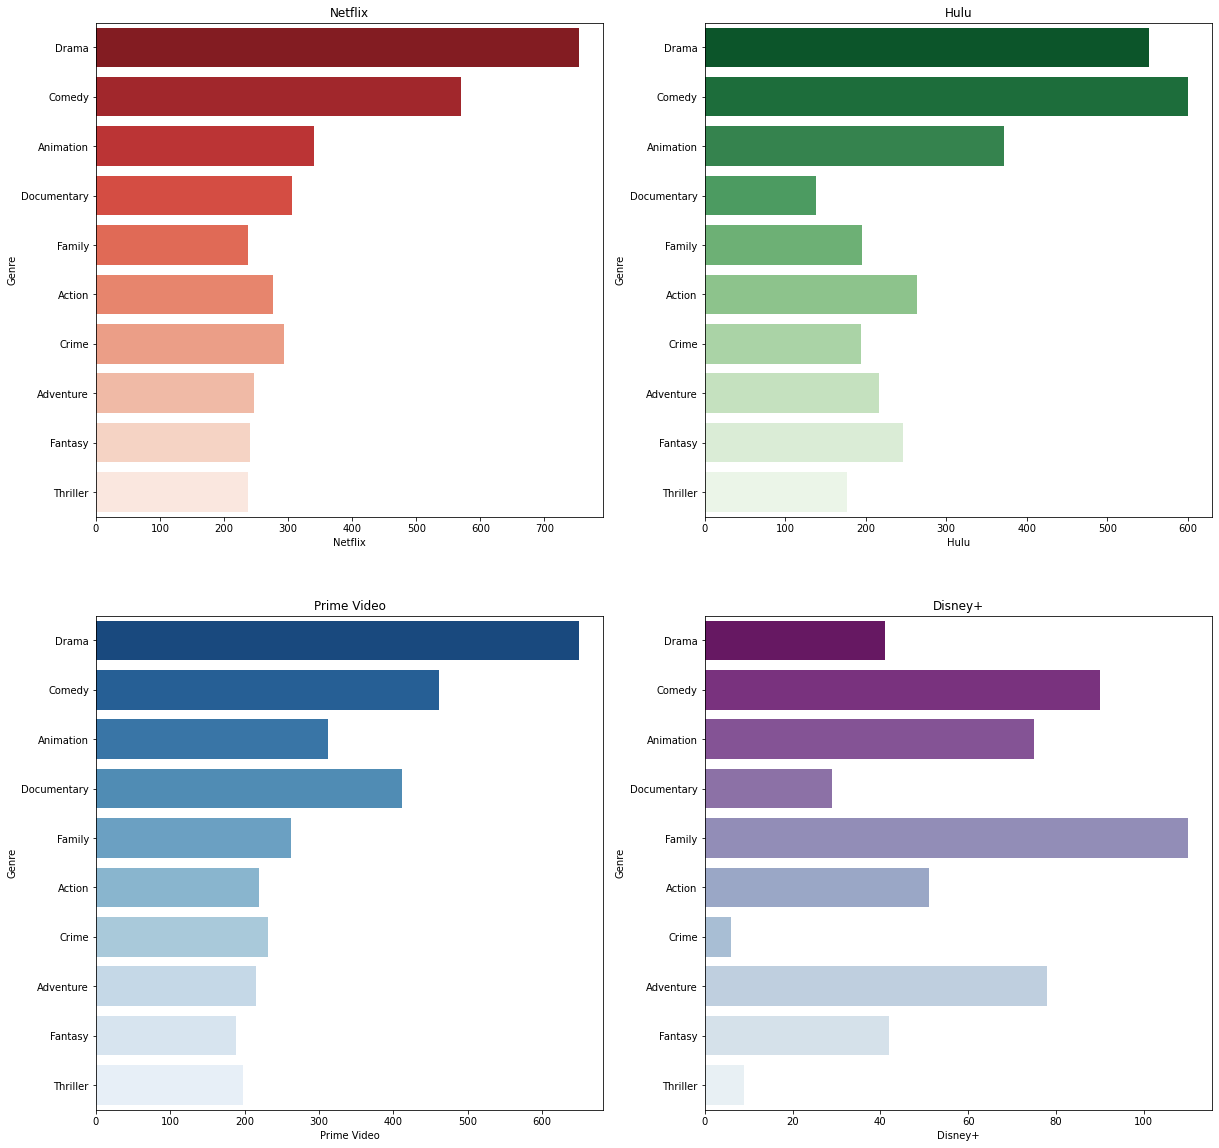 Netflix
Genre
Drama
Comedy
Animation
Documentary
Family
Action
Crime
Adventure
Fantasy
Thriller
0 100 200 300 400 500 600 700
Netflix
Hulu
Genre
Drama
Comedy
Animation
Documentary
Family
Action
Crime
Adventure
Fantasy
Thriller
0 100 200 300 400 500 600
Hulu
Prime Video
Genre
Drama
Comedy
Animation
Documentary
Family
Action
Crime
Adventure
Fantasy
Thriller
0 100 200 300 400 500 600
Prime Video
Disney+
Genre
Drama
Comedy
Animation
Documentary
Family
Action
Crime
Adventure
Fantasy
Thriller
0 20 40 60 80 100
Disney+